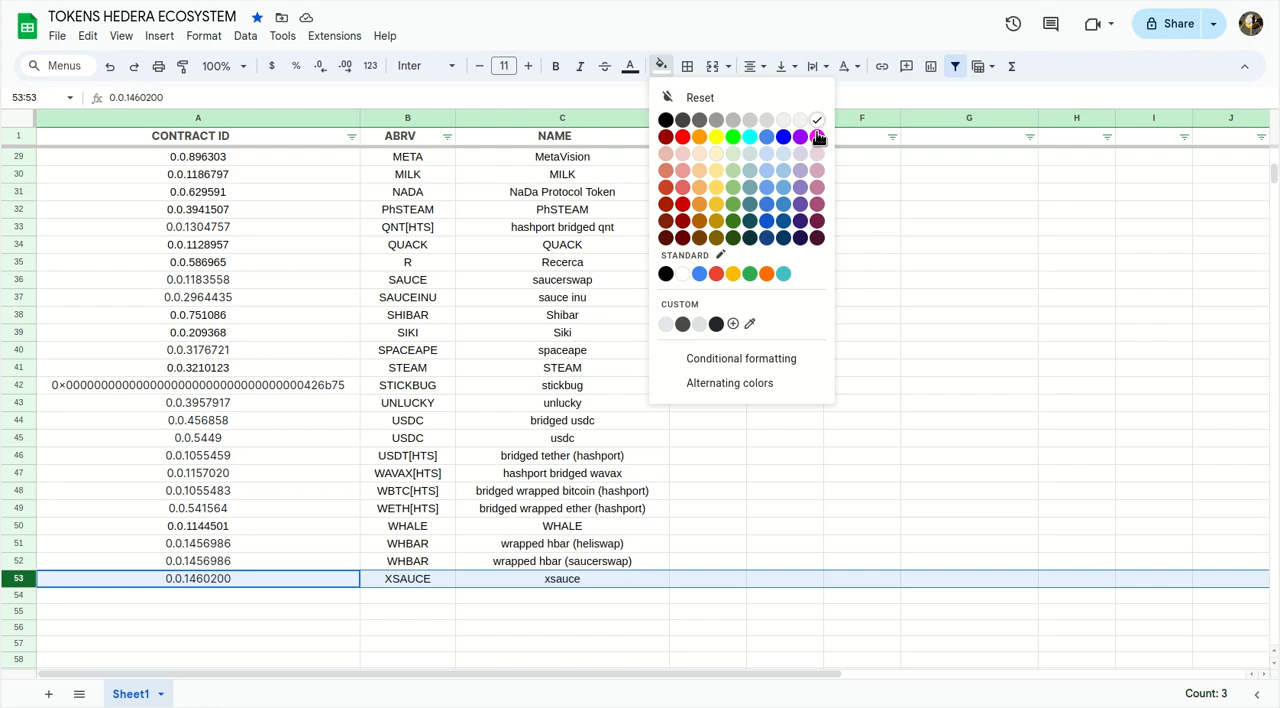 TOKENS HEDERA ECOSYSTEM
File Edit View Insert Format Data Tools Extensions Help
Share
Menus 100% $ % .0 .00 123 Inter 11 B I A
53:53 fx 0.0.1460200
A B C F G H I J
1 CONTRACT ID ABRV NAME
29 0.0.896303 META MetaVision
30 0.0.1186797 MILK MILK
31 0.0.629591 NADA NaDa Protocol Token
32 0.0.3941507 PhSTEAM PhSTEAM
33 0.0.1304757 QNT[HTS] hashport bridged qnt
34 0.0.1128957 QUACK QUACK
35 0.0.586965 R Recerca
36 0.0.1183558 SAUCE saucerswap
37 0.0.2964435 SAUCEINU sauce inu
38 0.0.751086 SHIBAR Shibar
39 0.0.209368 SIKI Siki
40 0.0.3176721 SPACEAPE spaceape
41 0.0.3210123 STEAM STEAM
42 0x0000000000000000000000000000000000426b75 STICKBUG stickbug
43 0.0.3957917 UNLUCKY unlucky
44 0.0.456858 USDC bridged usdc
45 0.0.5449 USDC usdc
46 0.0.1055459 USDT[HTS] bridged tether (hashport)
47 0.0.1157020 WAVAX[HTS] hashport bridged wavax
48 0.0.1055483 WBTC[HTS] bridged wrapped bitcoin (hashport)
49 0.0.541564 WETH[HTS] bridged wrapped ether (hashport)
50 0.0.1144501 WHALE WHALE
51 0.0.1456986 WHBAR wrapped hbar (heliswap)
52 0.0.1456986 WHBAR wrapped hbar (saucerswap)
53 0.0.1460200 XSAUCE xsauce
54
55
56
57
58
Reset
STANDARD
CUSTOM
Conditional formatting
Alternating colors
Sheet1
Count: 3